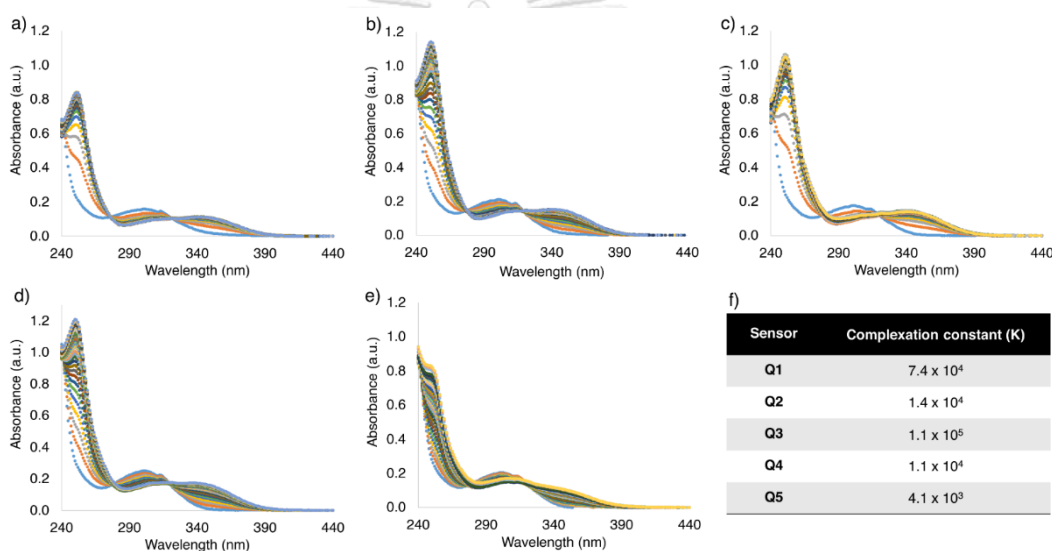 a)
1.2
1.0
0.8
0.6
0.4
0.2
0.0
Absorbance (a.u.)
240 290 340 390 440
Wavelength (nm)
b)
1.2
1.0
0.8
0.6
0.4
0.2
0.0
Absorbance (a.u.)
240 290 340 390 440
Wavelength (nm)
c)
1.2
1.0
0.8
0.6
0.4
0.2
0.0
Absorbance (a.u.)
240 290 340 390 440
Wavelength (nm)
d)
1.2
1.0
0.8
0.6
0.4
0.2
0.0
Absorbance (a.u.)
240 290 340 390 440
Wavelength (nm)
e)
1.2
1.0
0.8
0.6
0.4
0.2
0.0
Absorbance (a.u.)
240 290 340 390 440
Wavelength (nm)
f)
Sensor Complexation constant (K)
Q1 7.4 x 10⁴
Q2 1.4 x 10⁴
Q3 1.1 x 10⁵
Q4 1.1 x 10⁴
Q5 4.1 x 10³